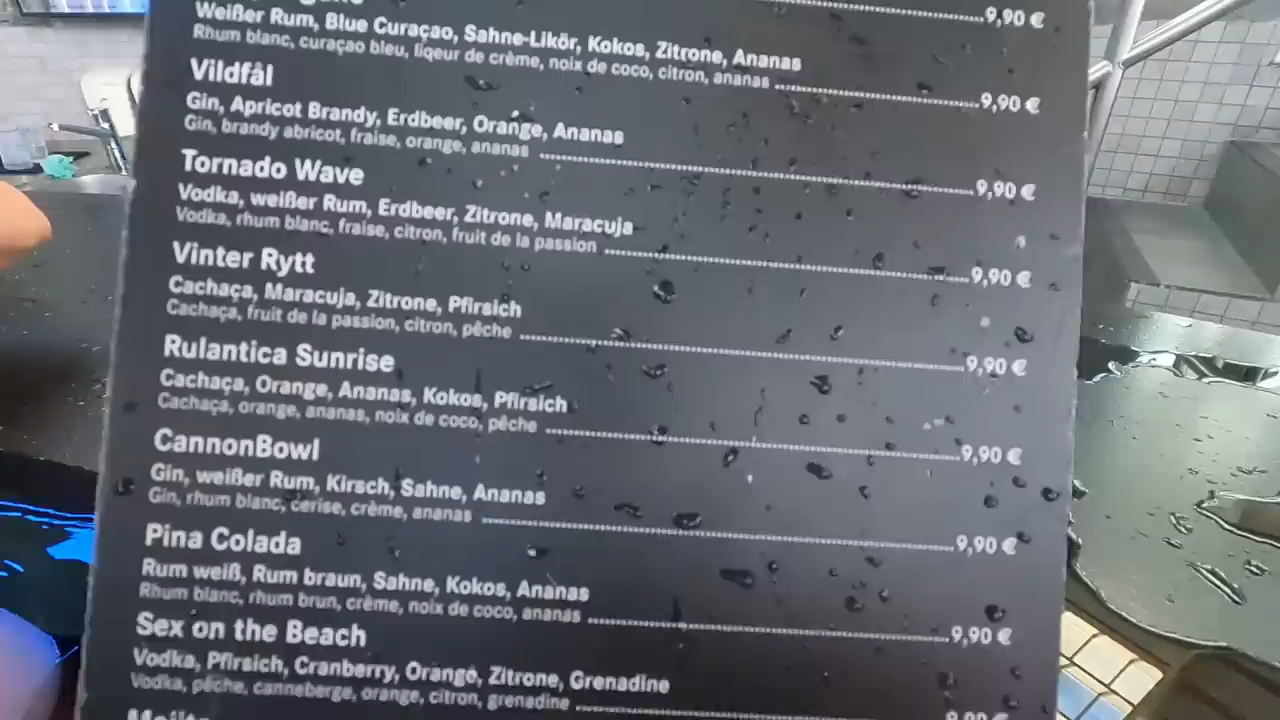 9,90 €
Weißer Rum, Blue Curaçao, Sahne-Likör, Kokos, Zitrone, Ananas
Rhum blanc, curaçao bleu, liqeur de crème, noix de coco, citron, ananas 9,90 €
Vildfål
Gin, Apricot Brandy, Erdbeer, Orange, Ananas
Gin, brandy abricot, fraise, orange, ananas 9,90 €
Tornado Wave
Vodka, weißer Rum, Erdbeer, Zitrone, Maracuja
Vodka, rhum blanc, fraise, citron, fruit de la passion 9,90 €
Vinter Rytt
Cachaça, Maracuja, Zitrone, Pfirsich
Cachaça, fruit de la passion, citron, pêche 9,90 €
Rulantica Sunrise
Cachaça, Orange, Ananas, Kokos, Pfirsich
Cachaça, orange, ananas, noix de coco, pêche 9,90 €
CannonBowl
Gin, weißer Rum, Kirsch, Sahne, Ananas
Gin, rhum blanc, cerise, crème, ananas 9,90 €
Pina Colada
Rum weiß, Rum braun, Sahne, Kokos, Ananas
Rhum blanc, rhum brun, crème, noix de coco, ananas 9,90 €
Sex on the Beach
Vodka, Pfirsich, Cranberry, Orange, Zitrone, Grenadine
Vodka, pêche, canneberge, orange, citron, grenadine 9,90 €